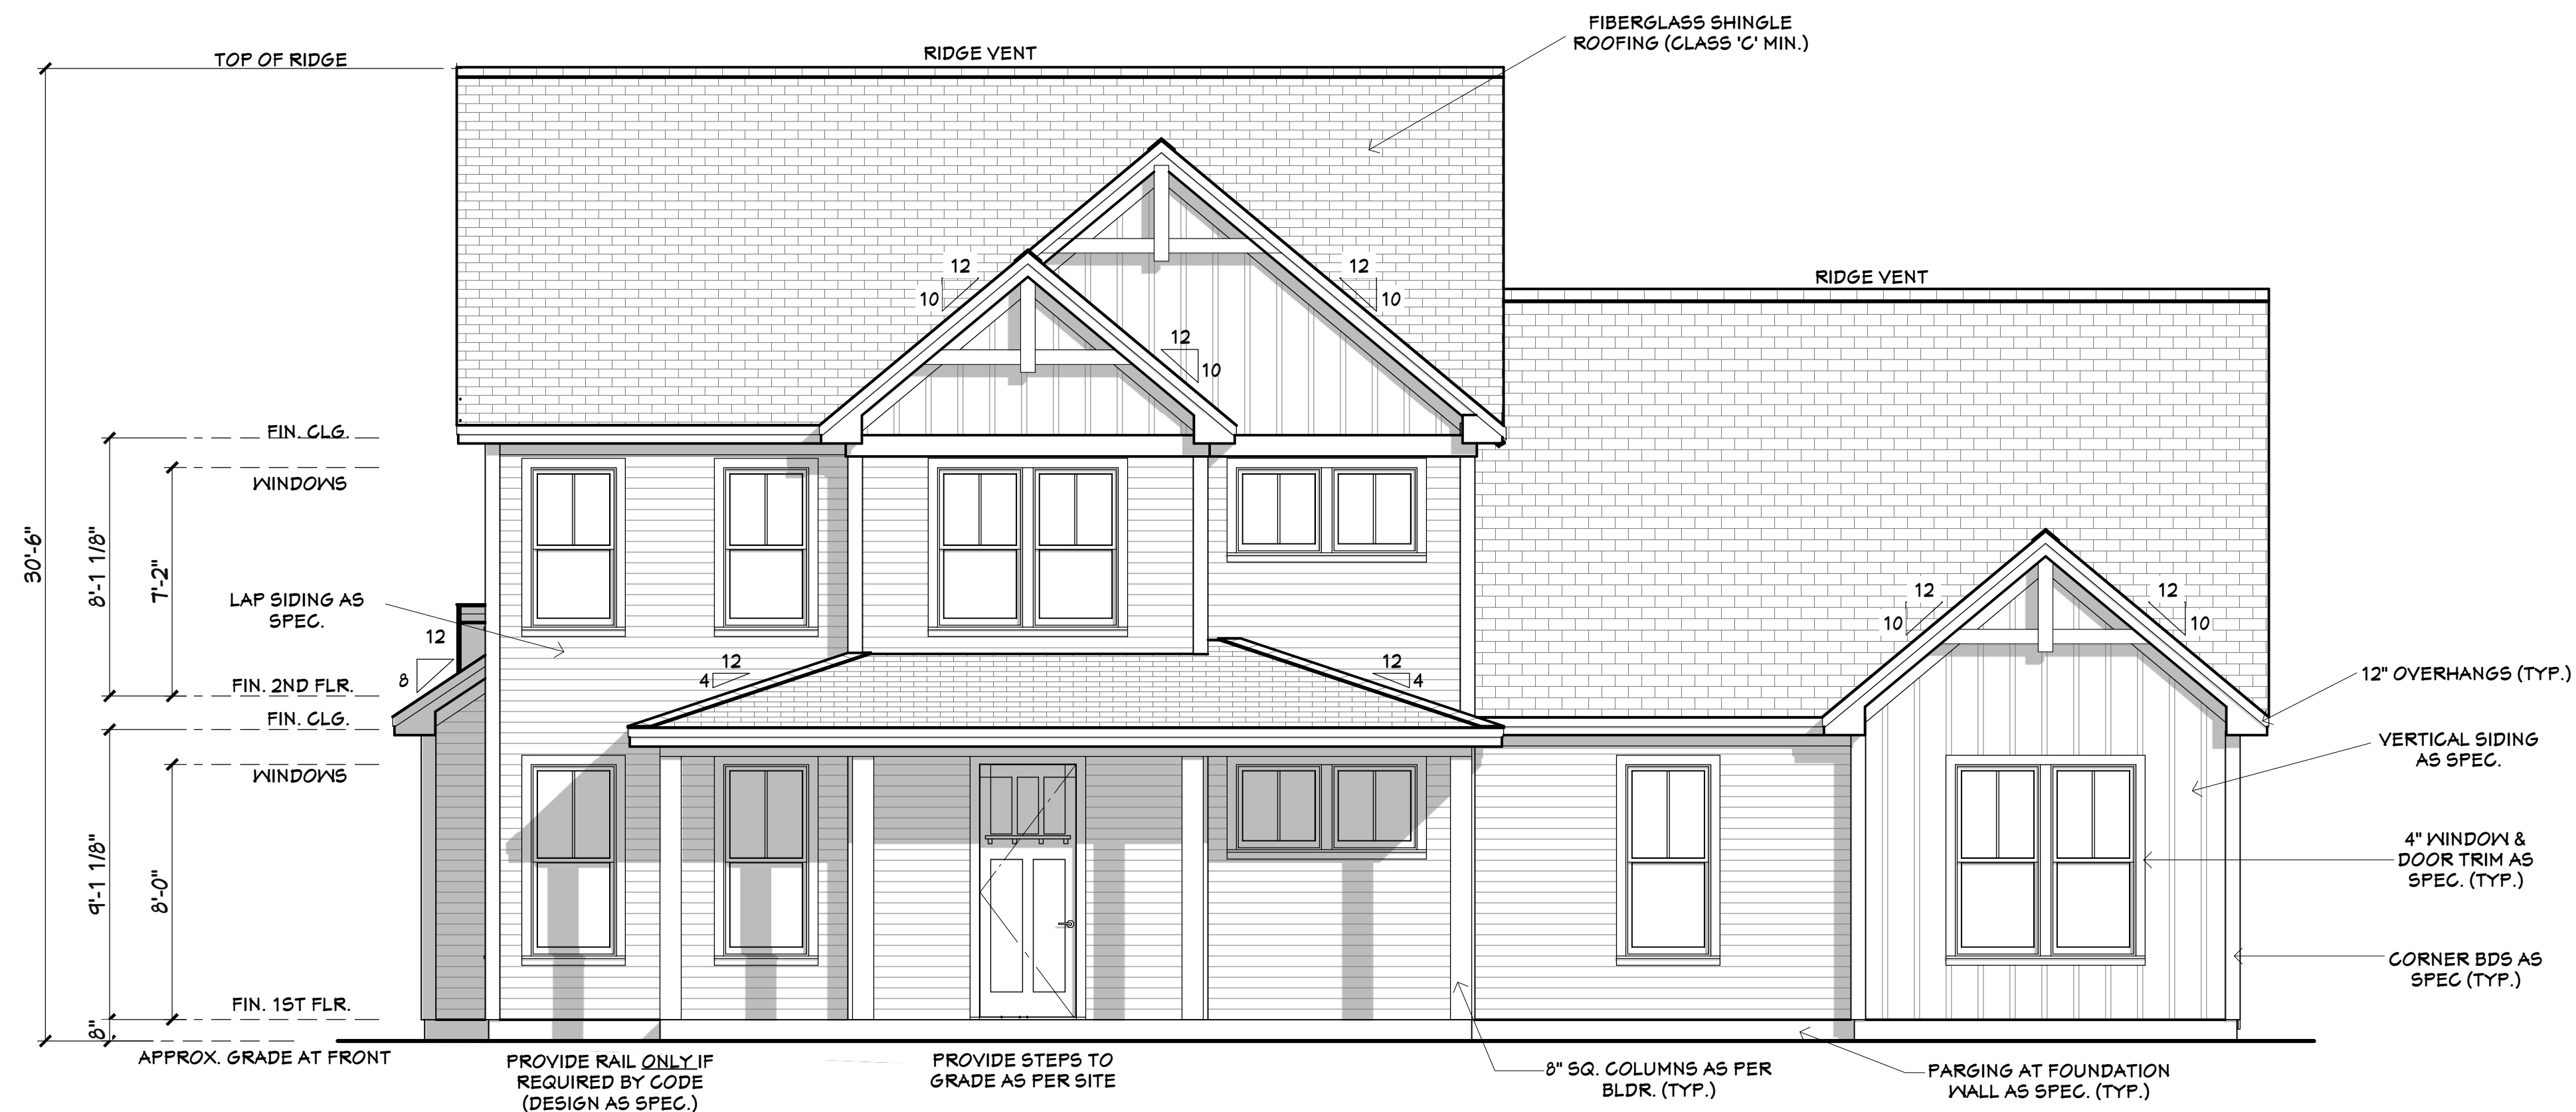 FIBERGLASS SHINGLE
ROOFING (CLASS 'C' MIN.)
TOP OF RIDGE
RIDGE VENT
RIDGE VENT
12
10
12
10
12
10
FIN. CLG.
WINDOWS
30'-6"
8'-1 1/8"
7'-2"
LAP SIDING AS
SPEC.
12
8
12
4
12
4
12
10
12
10
FIN. 2ND FLR.
FIN. CLG.
WINDOWS
12" OVERHANGS (TYP.)
VERTICAL SIDING
AS SPEC.
4" WINDOW &
DOOR TRIM AS
SPEC. (TYP.)
9'-1 1/8"
8'-0"
CORNER BDS AS
SPEC (TYP.)
FIN. 1ST FLR.
8"
APPROX. GRADE AT FRONT
PROVIDE RAIL ONLY IF
REQUIRED BY CODE
(DESIGN AS SPEC.)
PROVIDE STEPS TO
GRADE AS PER SITE
8" SQ. COLUMNS AS PER
BLDR. (TYP.)
PARGING AT FOUNDATION
WALL AS SPEC. (TYP.)